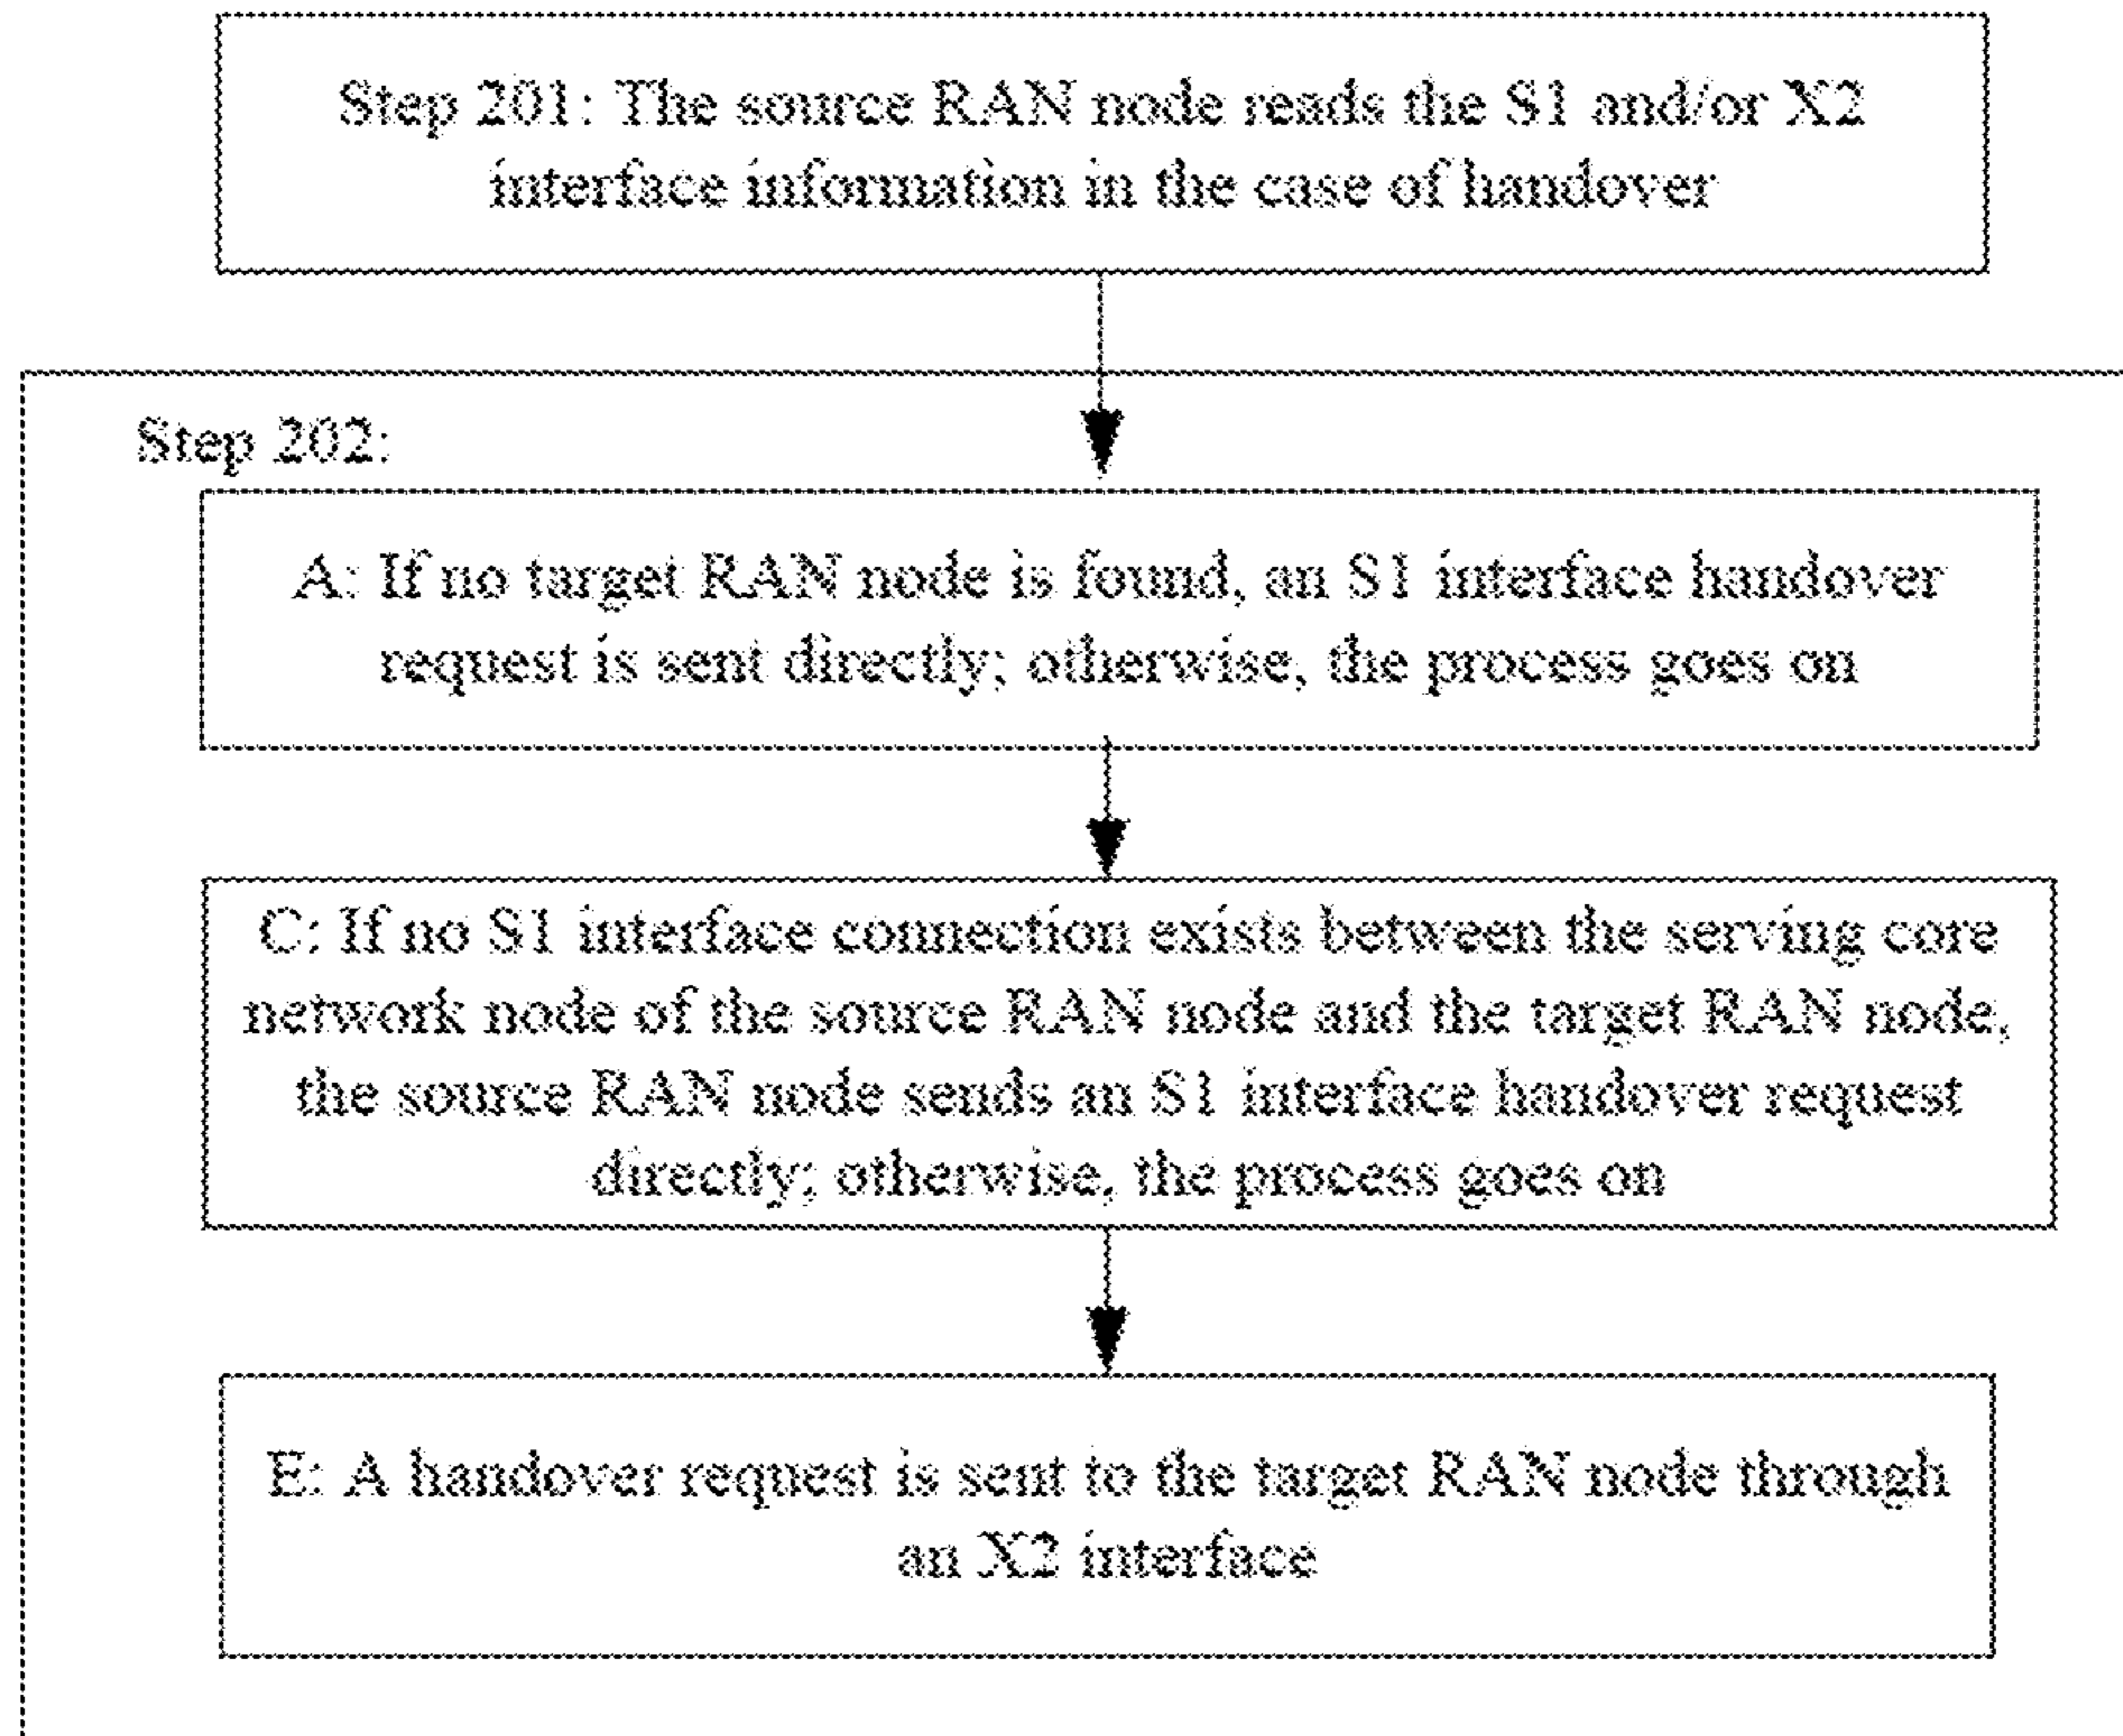 Step 201: The source RAN node reads the S1 and/or X2
interface information in the case of handover
Step 202:
A: If no target RAN node is found, an S1 interface handover
request is sent directly; otherwise, the process goes on
C: If no S1 interface connection exists between the serving core
network node of the source RAN node and the target RAN node,
the source RAN node sends an S1 interface handover request
directly; otherwise, the process goes on
E: A handover request is sent to the target RAN node through
an X2 interface